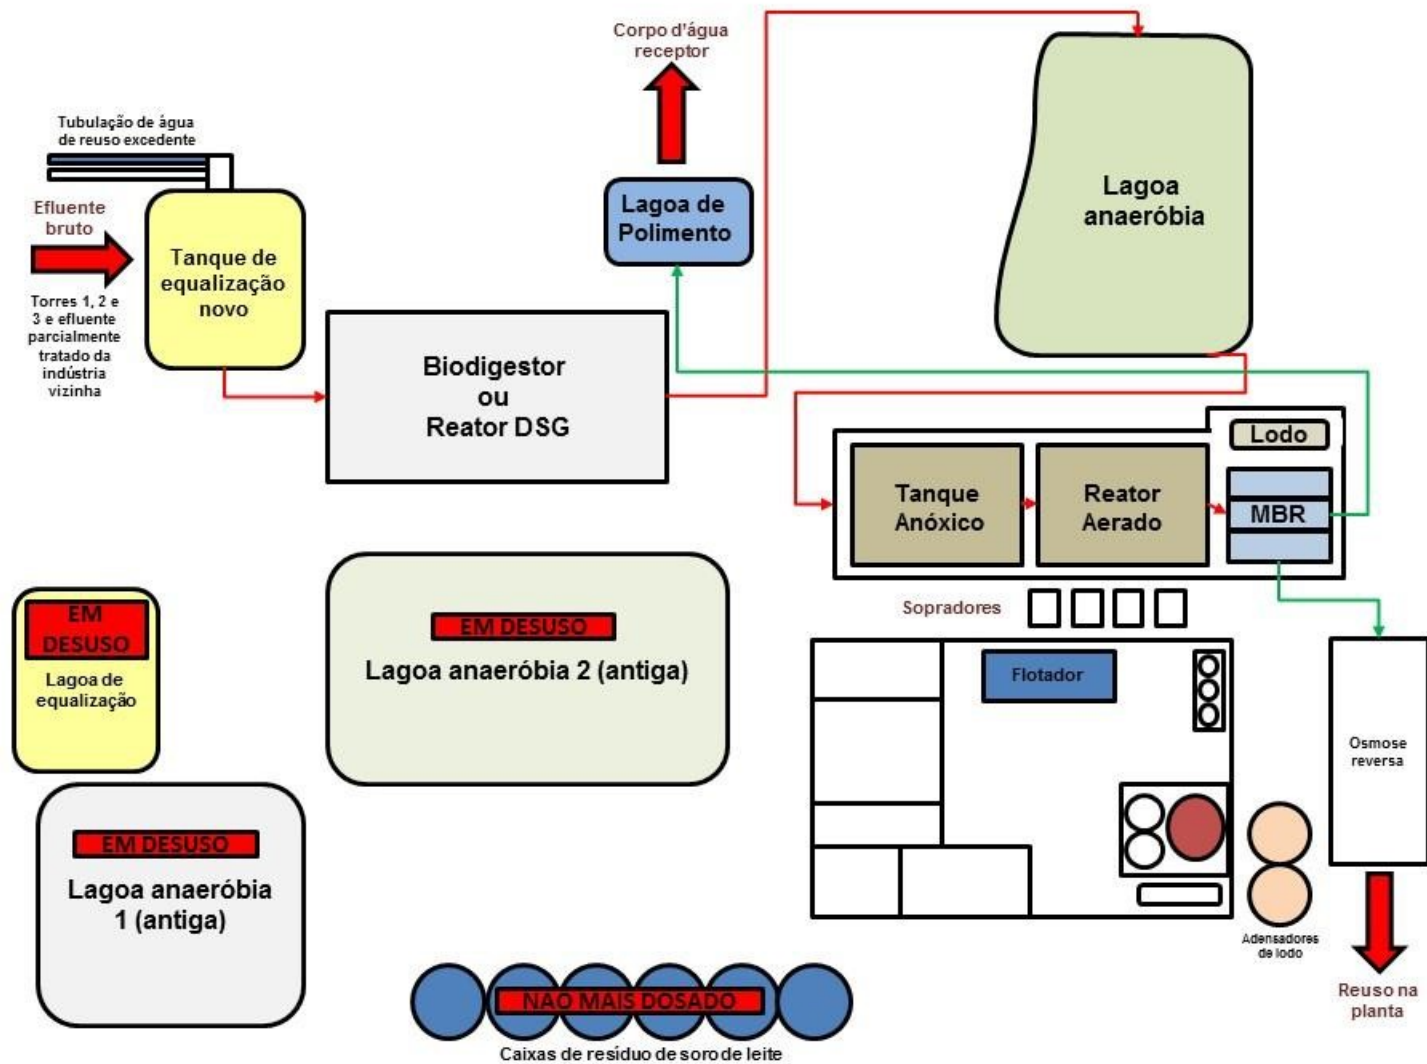 Corpo d'água
receptor
Tubulação de água
de reuso excedente
Efluente
bruto
Torres 1, 2 e
3 e efluente
parcialmente
tratado da
indústria
vizinha
Tanque de
equalização
novo
Lagoa de
Polimento
Lagoa
anaeróbia
Biodigestor
ou
Reator DSG
Lodo
Tanque
Anóxico
Reator
Aerado
MBR
Sopradores
EM
DESUSO
Lagoa de
equalização
EM DESUSO
Lagoa anaeróbia 2 (antiga)
Flotador
Osmose
reversa
EM DESUSO
Lagoa anaeróbia
1 (antiga)
Adensadores
de lodo
NAO MAIS DOSADO
Caixas de resíduo de soro de leite
Reuso na
planta